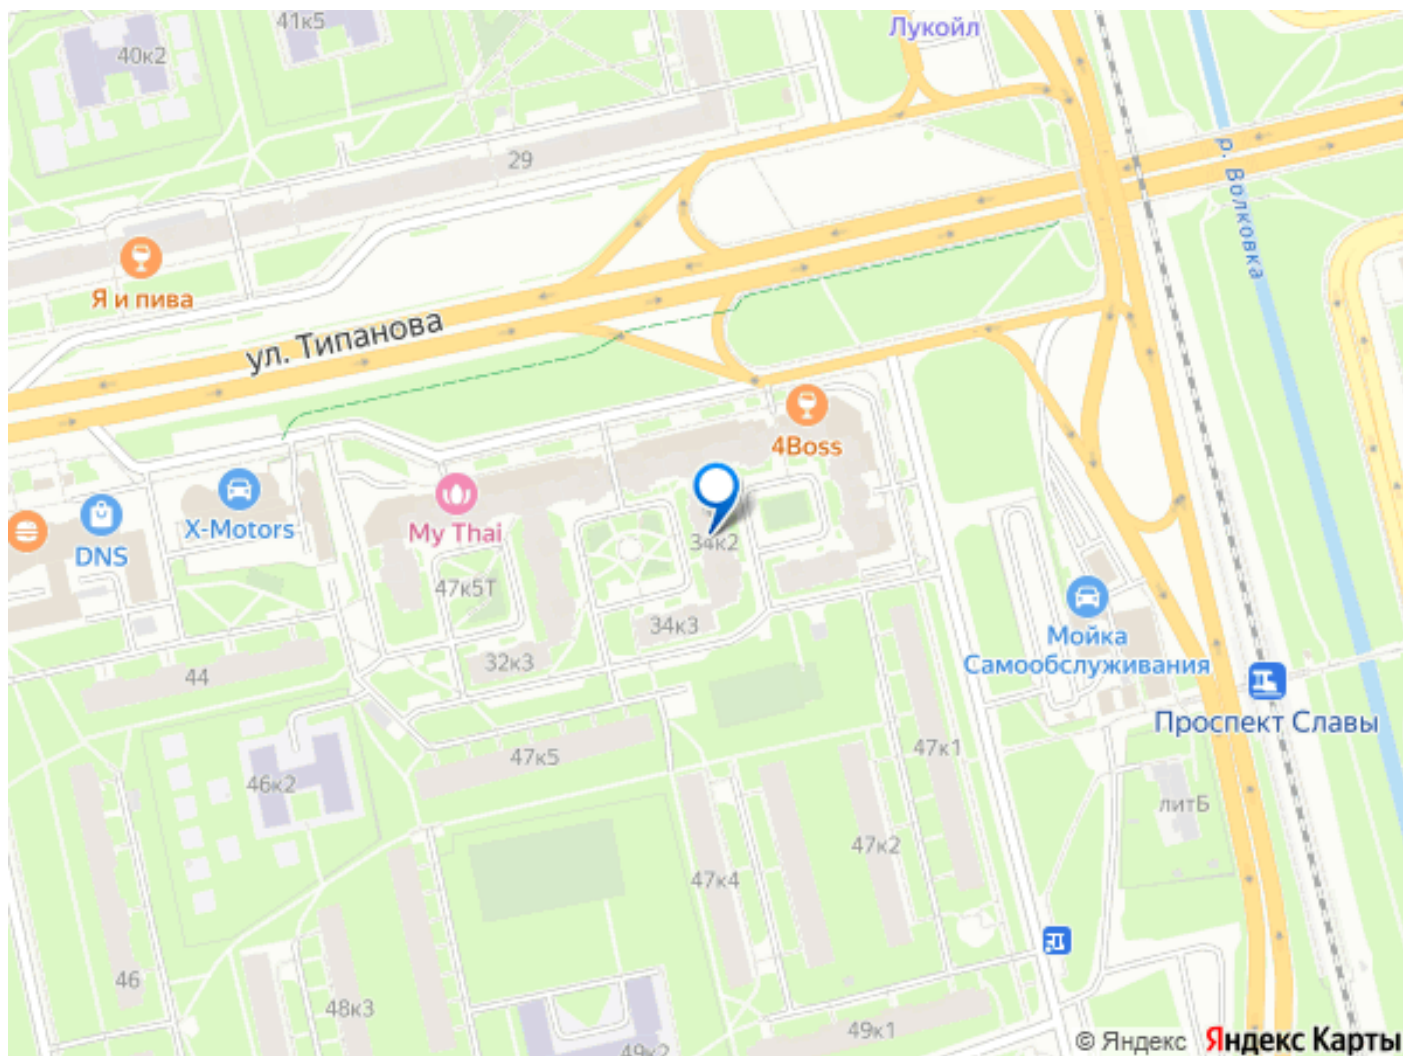 41к5
Лукойл
40к2
29
р. Волковка
Я и пива
ул. Типанова
4Boss
X-Motors
My Thai
DNS
34к2
47к5Т
34к3
Мойка
Самообслуживания
32к3
44
Проспект Славы
47к1
47к5
46к2
литБ
47к2
47к4
46
48к3
49к1
49к2
© Яндекс Яндекс Карты